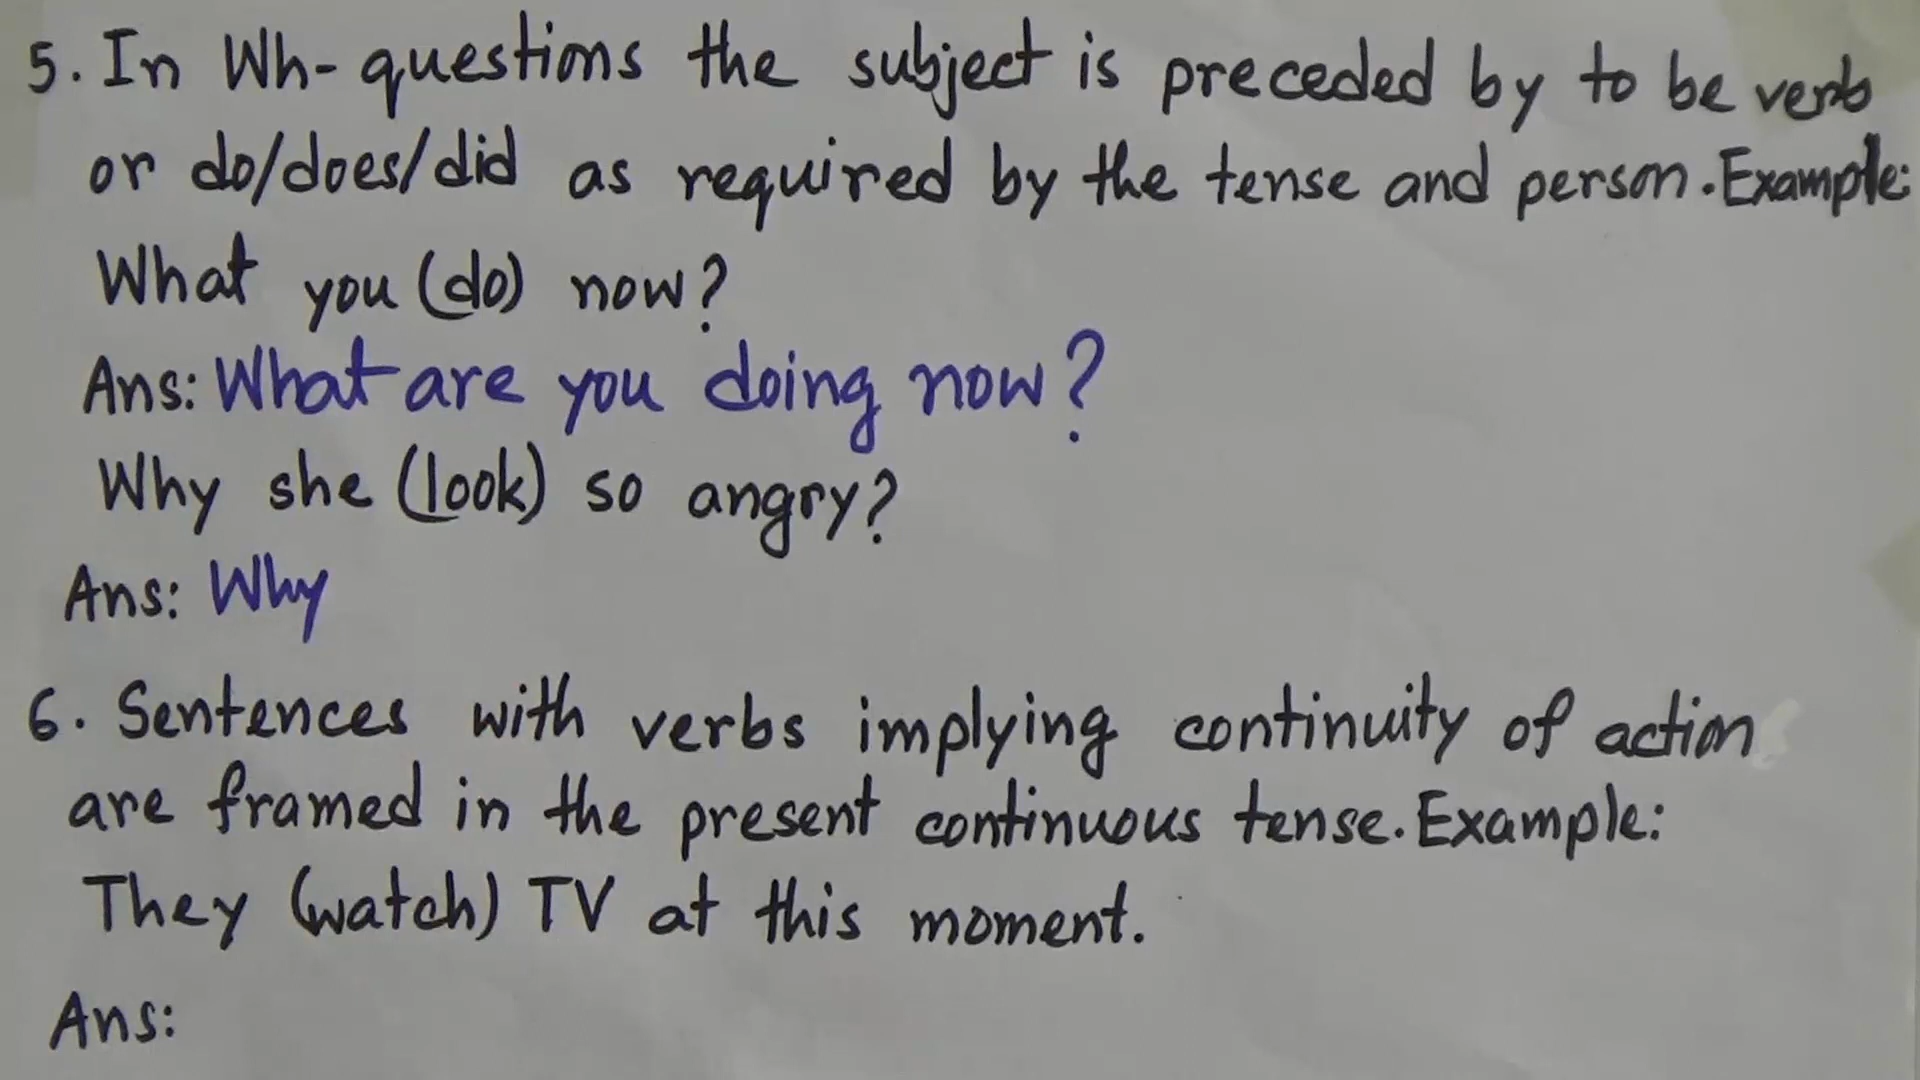 5. In Wh-questions the subject is preceded by to be verb
or do/does/did as required by the tense and person. Example:
What you (do) now?
Ans: What are you doing now?
Why she (look) so angry?
Ans: Why
6. Sentences with verbs implying continuity of action
are framed in the present continuous tense. Example:
They (watch) TV at this moment.
Ans: